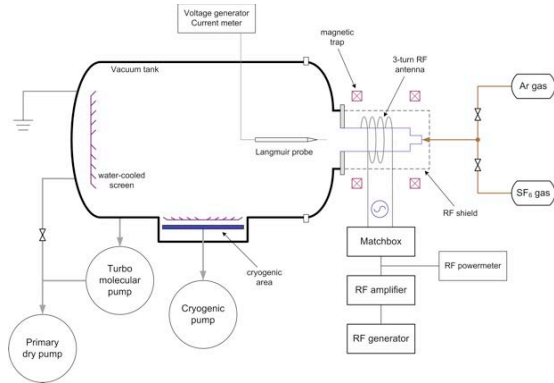 Voltage generator
Current meter
Vacuum tank
magnetic
trap
3-turn RF
antenna
Ar gas
Langmuir probe
water-cooled
screen
SF6 gas
RF shield
Matchbox
cryogenic
area
RF powermeter
Turbo
molecular
pump
RF amplifier
Cryogenic
pump
Primary
dry pump
RF generator